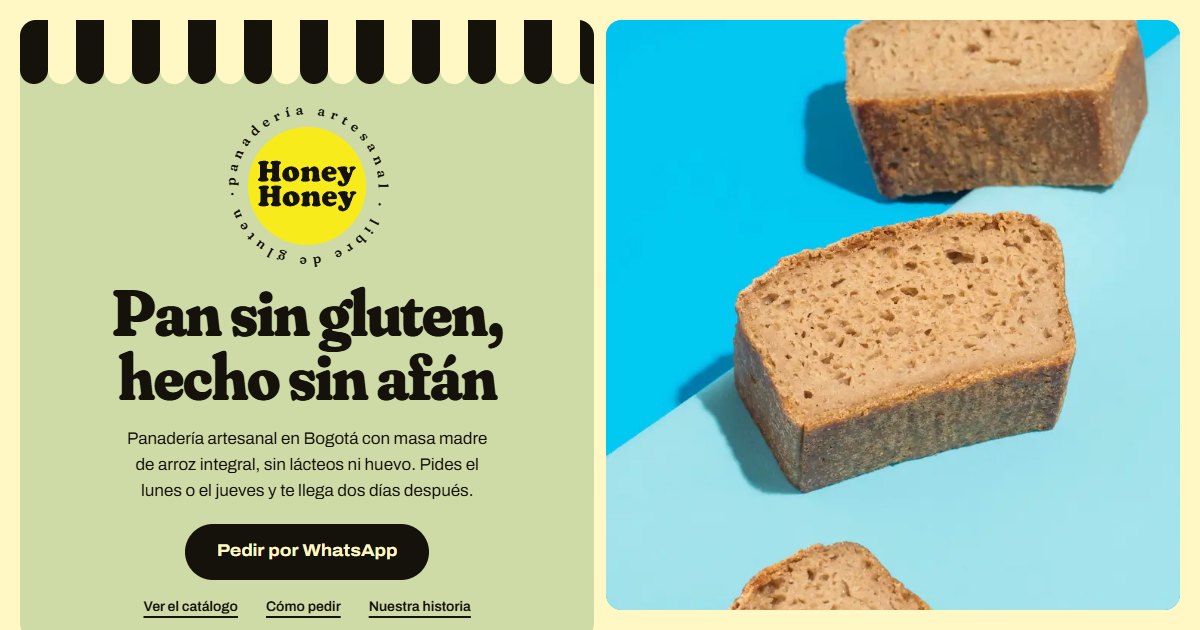 panadería artesanal · libre de gluten ·
Honey
Honey
Pan sin gluten,
hecho sin afán
Panadería artesanal en Bogotá con masa madre
de arroz integral, sin lácteos ni huevo. Pides el
lunes o el jueves y te llega dos días después.
Pedir por WhatsApp
Ver el catálogo
Cómo pedir
Nuestra historia